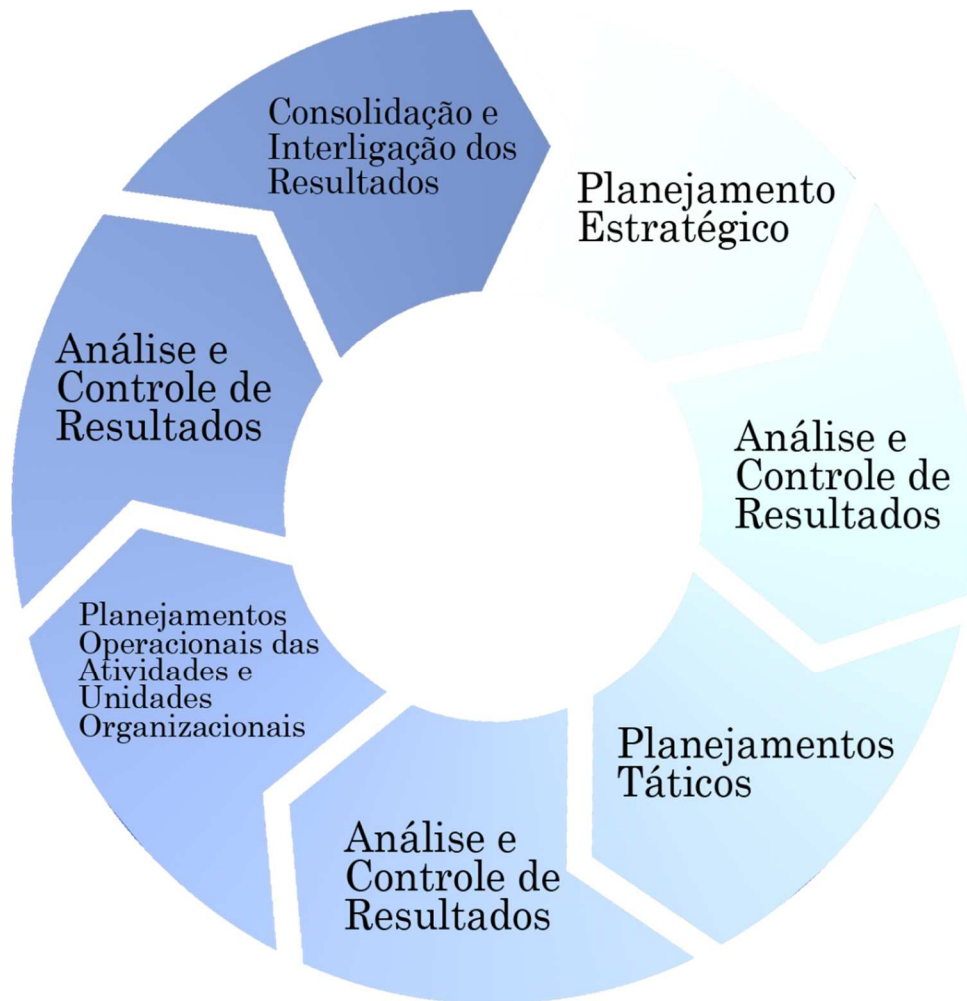 Planejamento
Estratégico
Análise e
Controle de
Resultados
Planejamentos
Táticos
Análise e
Controle de
Resultados
Planejamentos
Operacionais das
Atividades e
Unidades
Organizacionais
Análise e
Controle de
Resultados
Consolidação e
Interligação dos
Resultados